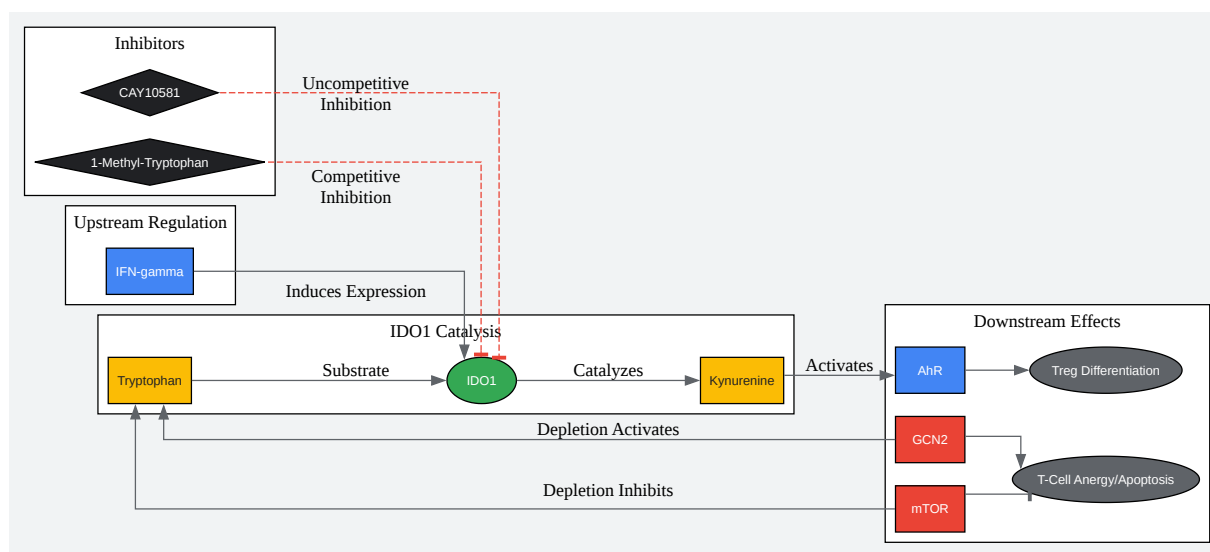 Inhibitors
CAY10581
Uncompetitive
Inhibition
1-Methyl-Tryptophan
Competitive
Inhibition
Upstream Regulation
IFN-gamma
Induces Expression
IDO1 Catalysis
Tryptophan
Substrate
IDO1
Catalyzes
Kynurenine
Activates
Downstream Effects
AhR
Treg Differentiation
Depletion Activates
GCN2
T-Cell Anergy/Apoptosis
Depletion Inhibits
mTOR